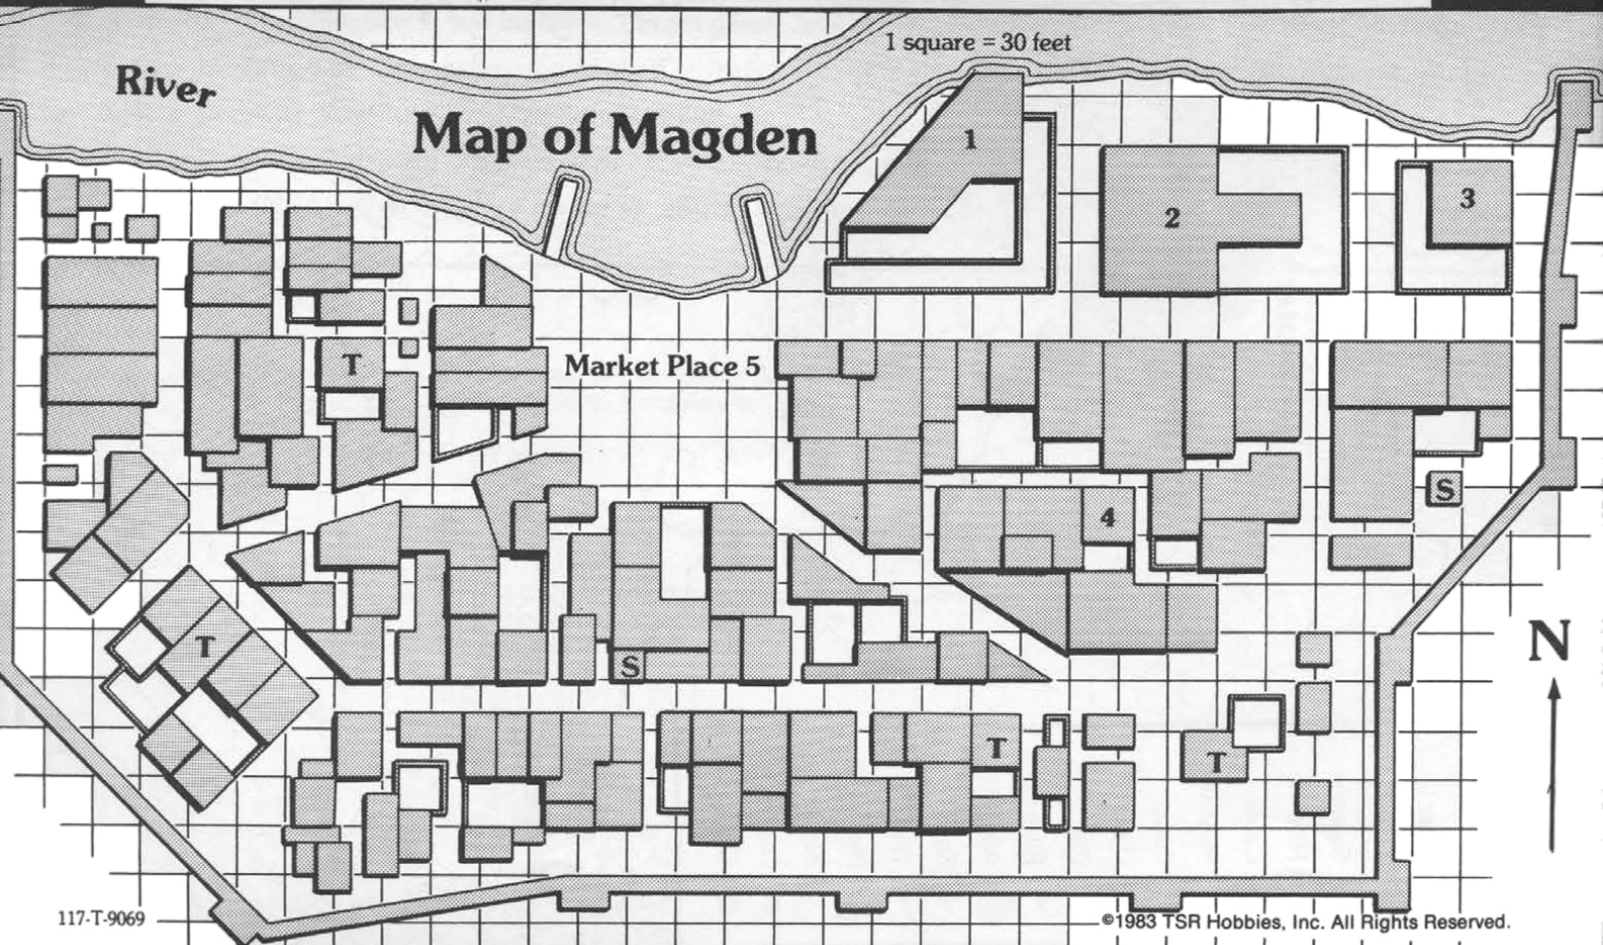 1 square = 30 feet
River
Map of Magden
1
2
3
T
Market Place 5
S
4
T
S
N
T
T
117-T-9069
©1983 TSR Hobbies, Inc. All Rights Reserved.